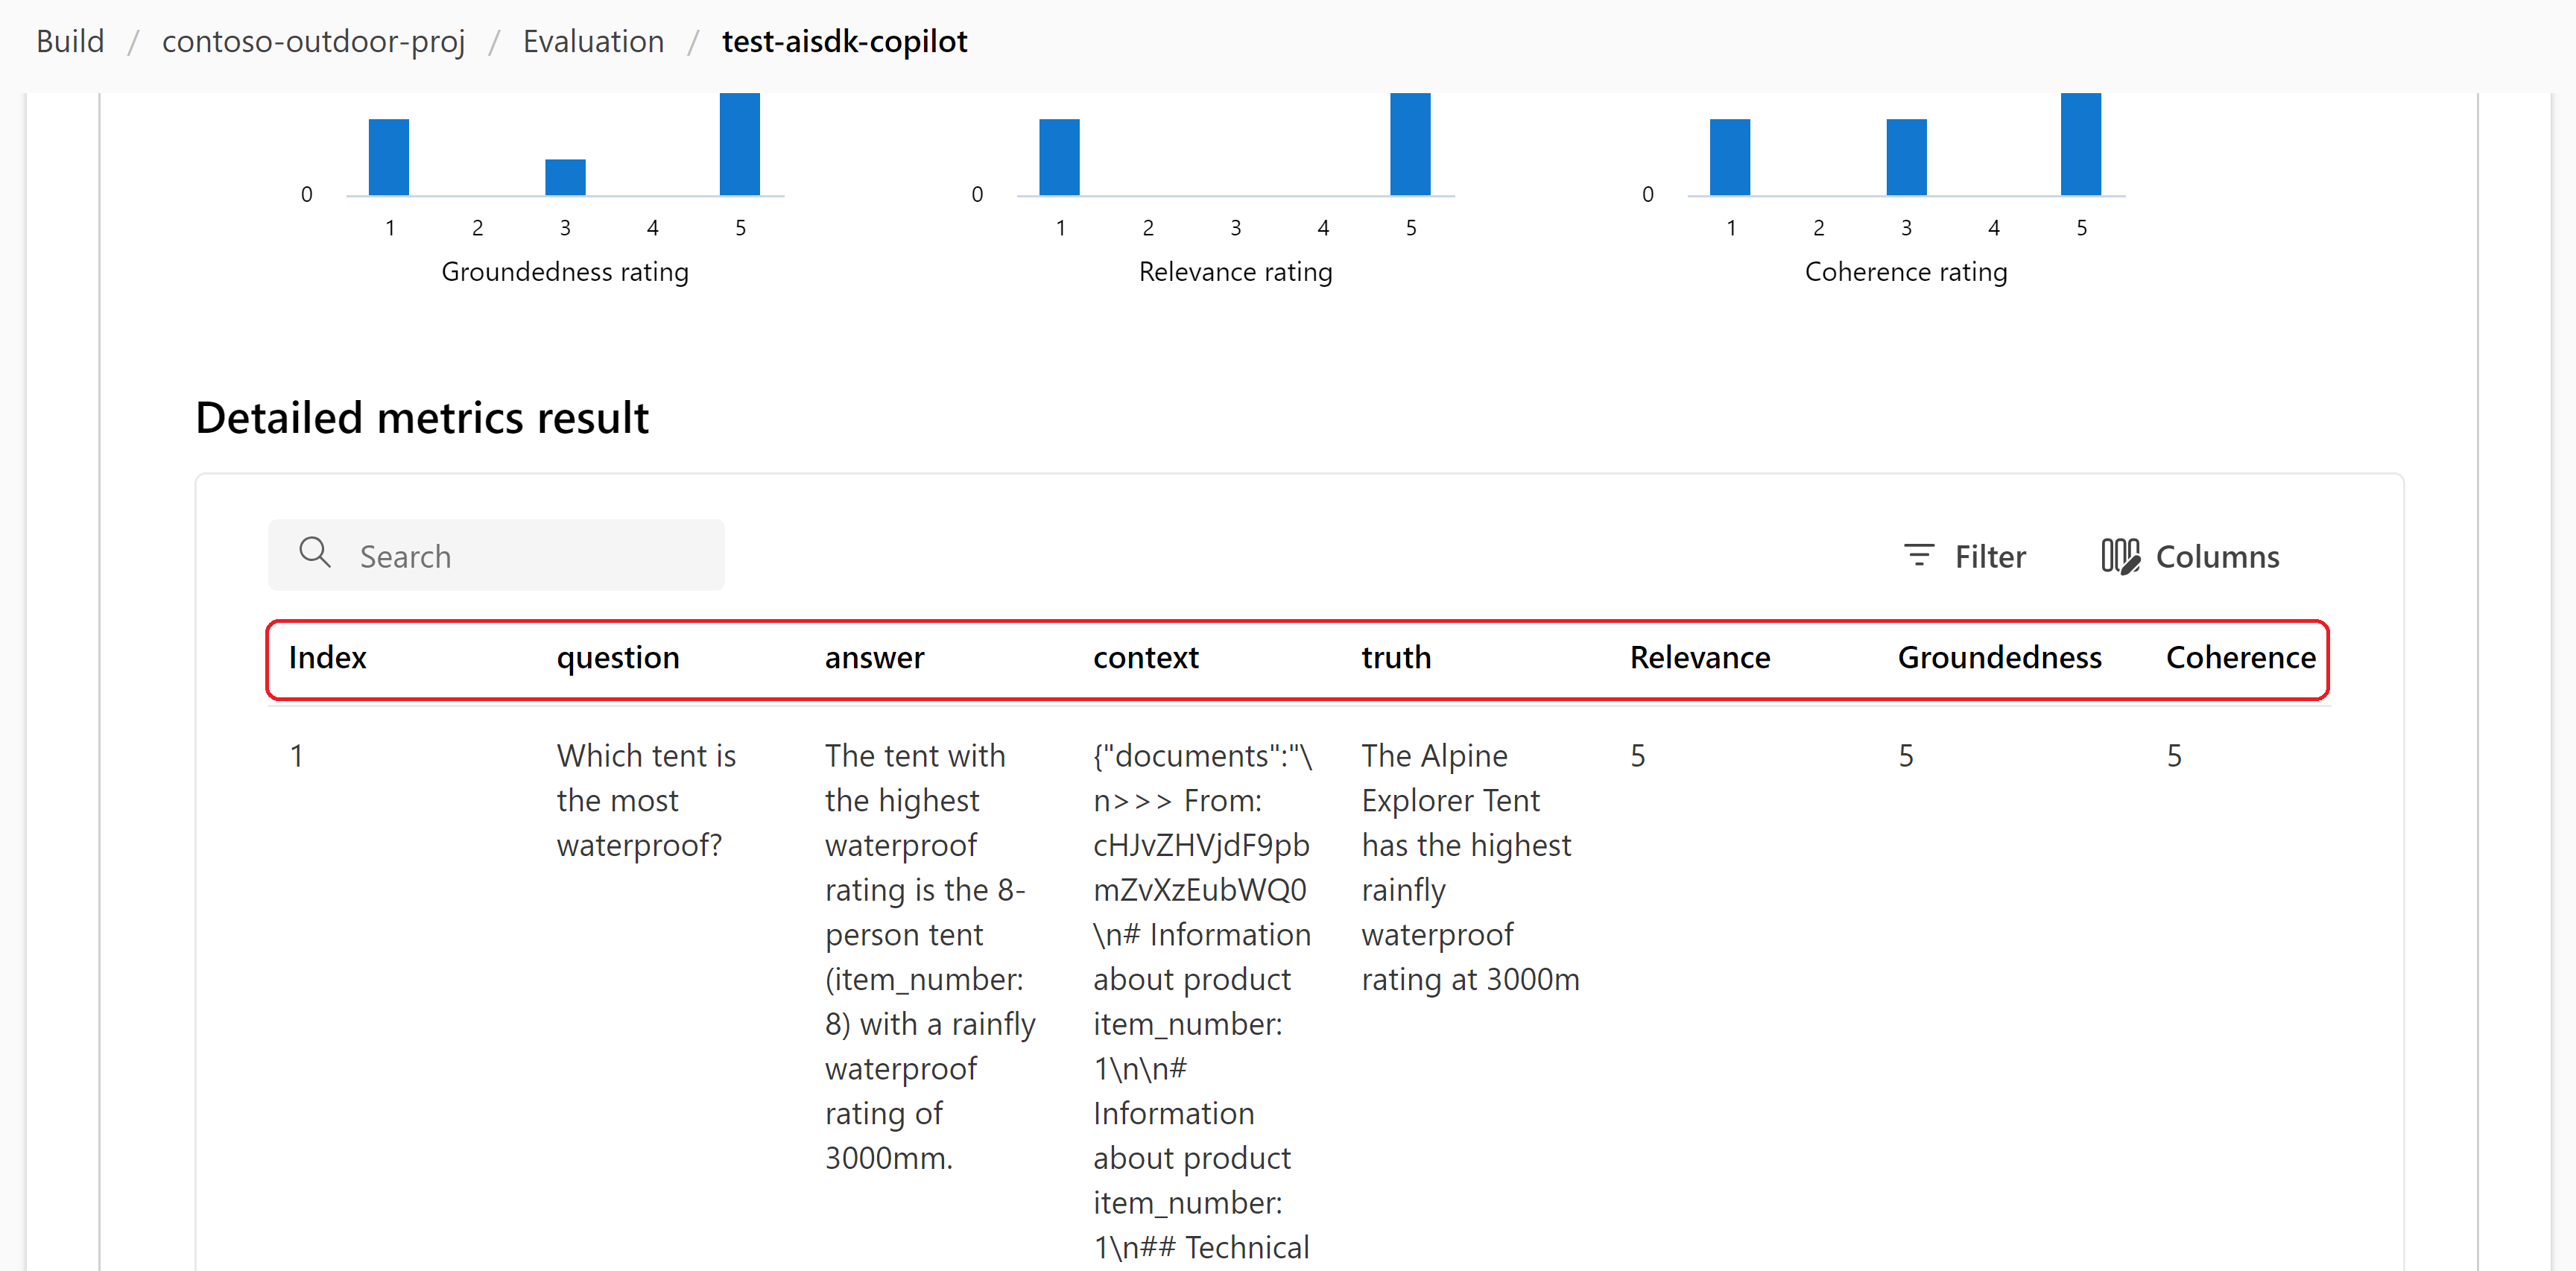 Build / contoso-outdoor-proj / Evaluation / test-aisdk-copilot
0
1 2 3 4 5
Groundedness rating
0
1 2 3 4 5
Relevance rating
0
1 2 3 4 5
Coherence rating
Detailed metrics result
Search
Filter
Columns
Index question answer context truth Relevance Groundedness Coherence
1
Which tent is
the most
waterproof?
The tent with
the highest
waterproof
rating is the 8-
person tent
(item_number:
8) with a rainfly
waterproof
rating of
3000mm.
{"documents":"\
n>>> From:
cHJvZHVjdF9pb
mZvXzEubWQ0
\n# Information
about product
item_number:
1\n\n#
Information
about product
item_number:
1\n## Technical
The Alpine
Explorer Tent
has the highest
rainfly
waterproof
rating at 3000m
5
5
5